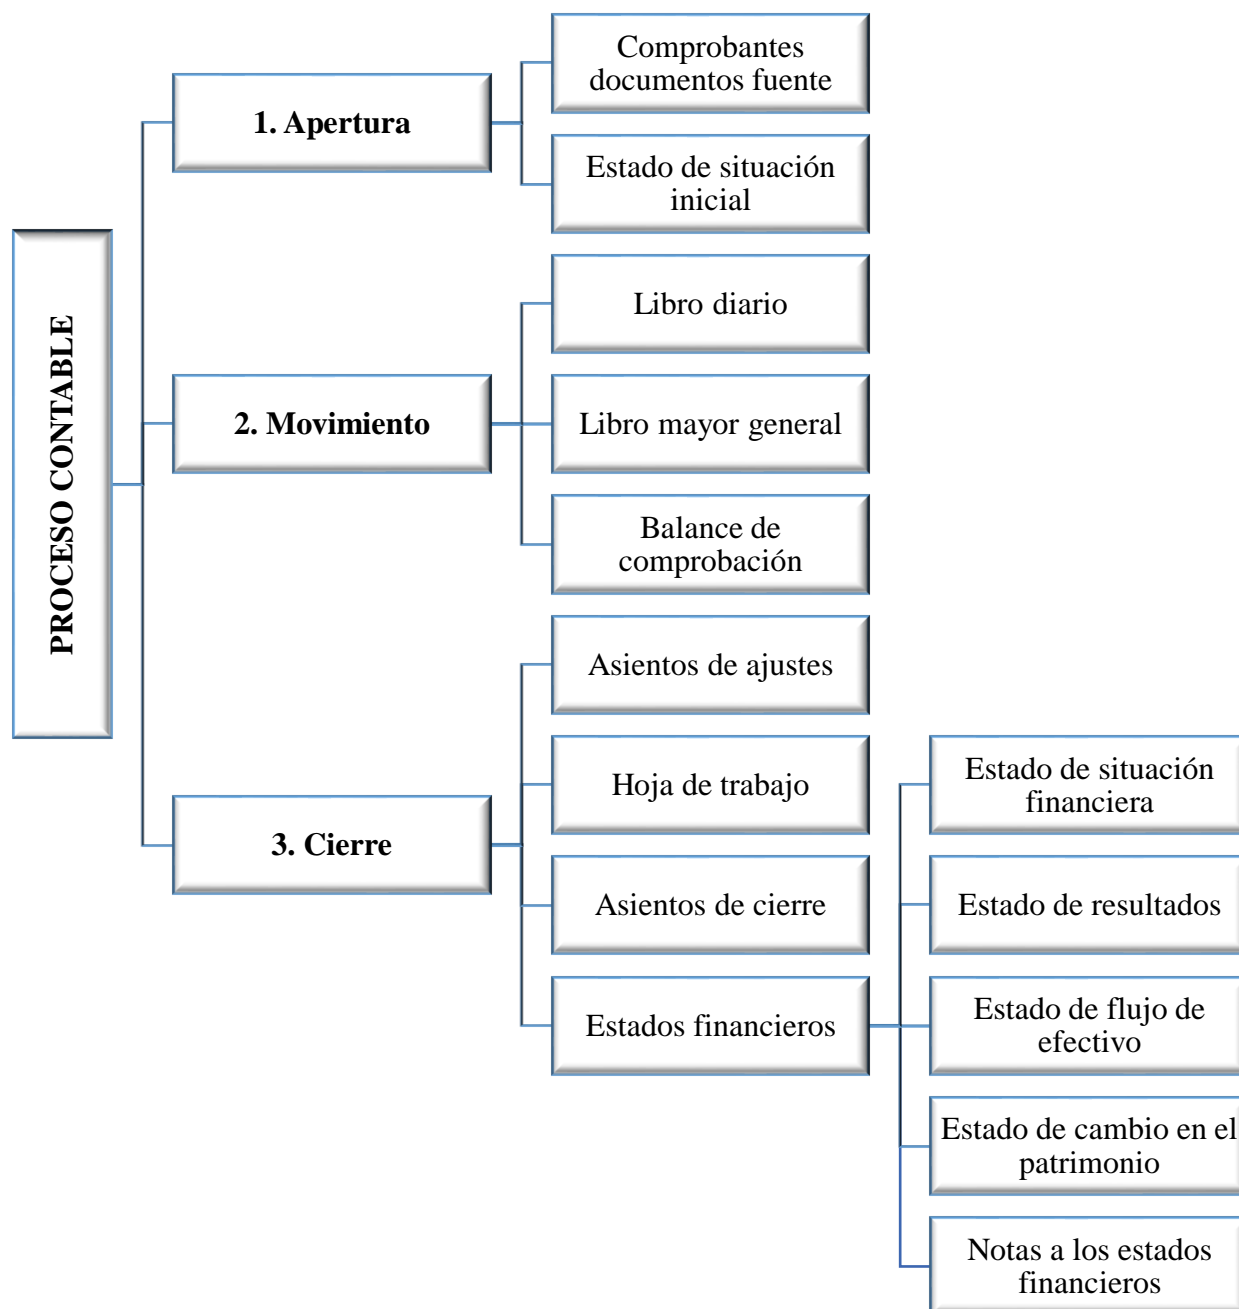 PROCESO CONTABLE
1. Apertura
Comprobantes
documentos fuente
Estado de situación
inicial
2. Movimiento
Libro diario
Libro mayor general
Balance de
comprobación
3. Cierre
Asientos de ajustes
Hoja de trabajo
Asientos de cierre
Estados financieros
Estado de situación
financiera
Estado de resultados
Estado de flujo de
efectivo
Estado de cambio en el
patrimonio
Notas a los estados
financieros